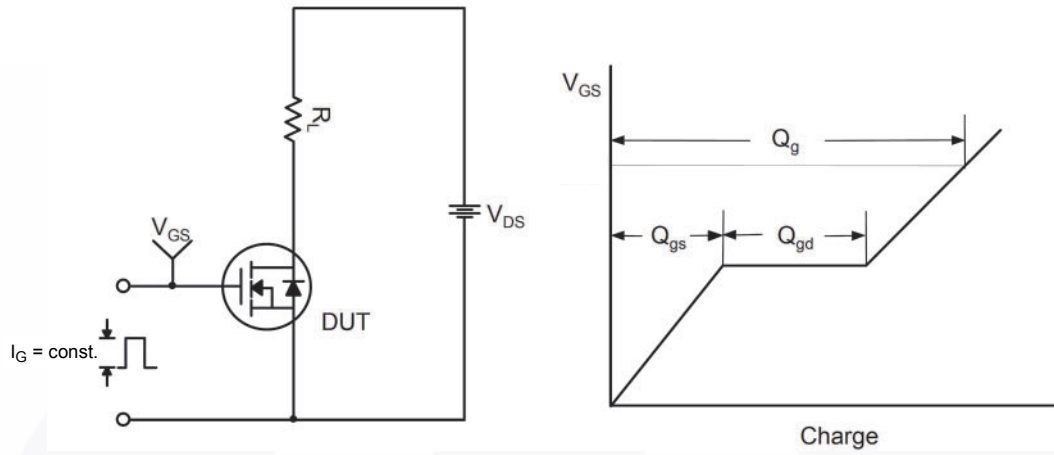 R_L
V_DS
V_GS
DUT
I_G = const.
V_GS
Q_g
Q_gs
Q_gd
Charge